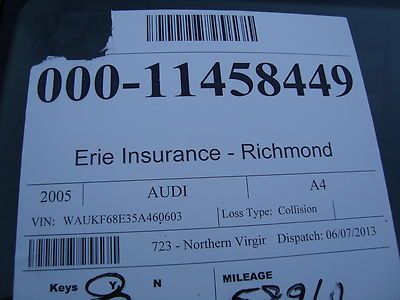 000-11458449
Erie Insurance - Richmond
2005 AUDI A4
VIN: WAUKF68E35A460603 Loss Type: Collision
723 - Northern Virgir Dispatch: 06/07/2013
Keys Y N MILEAGE